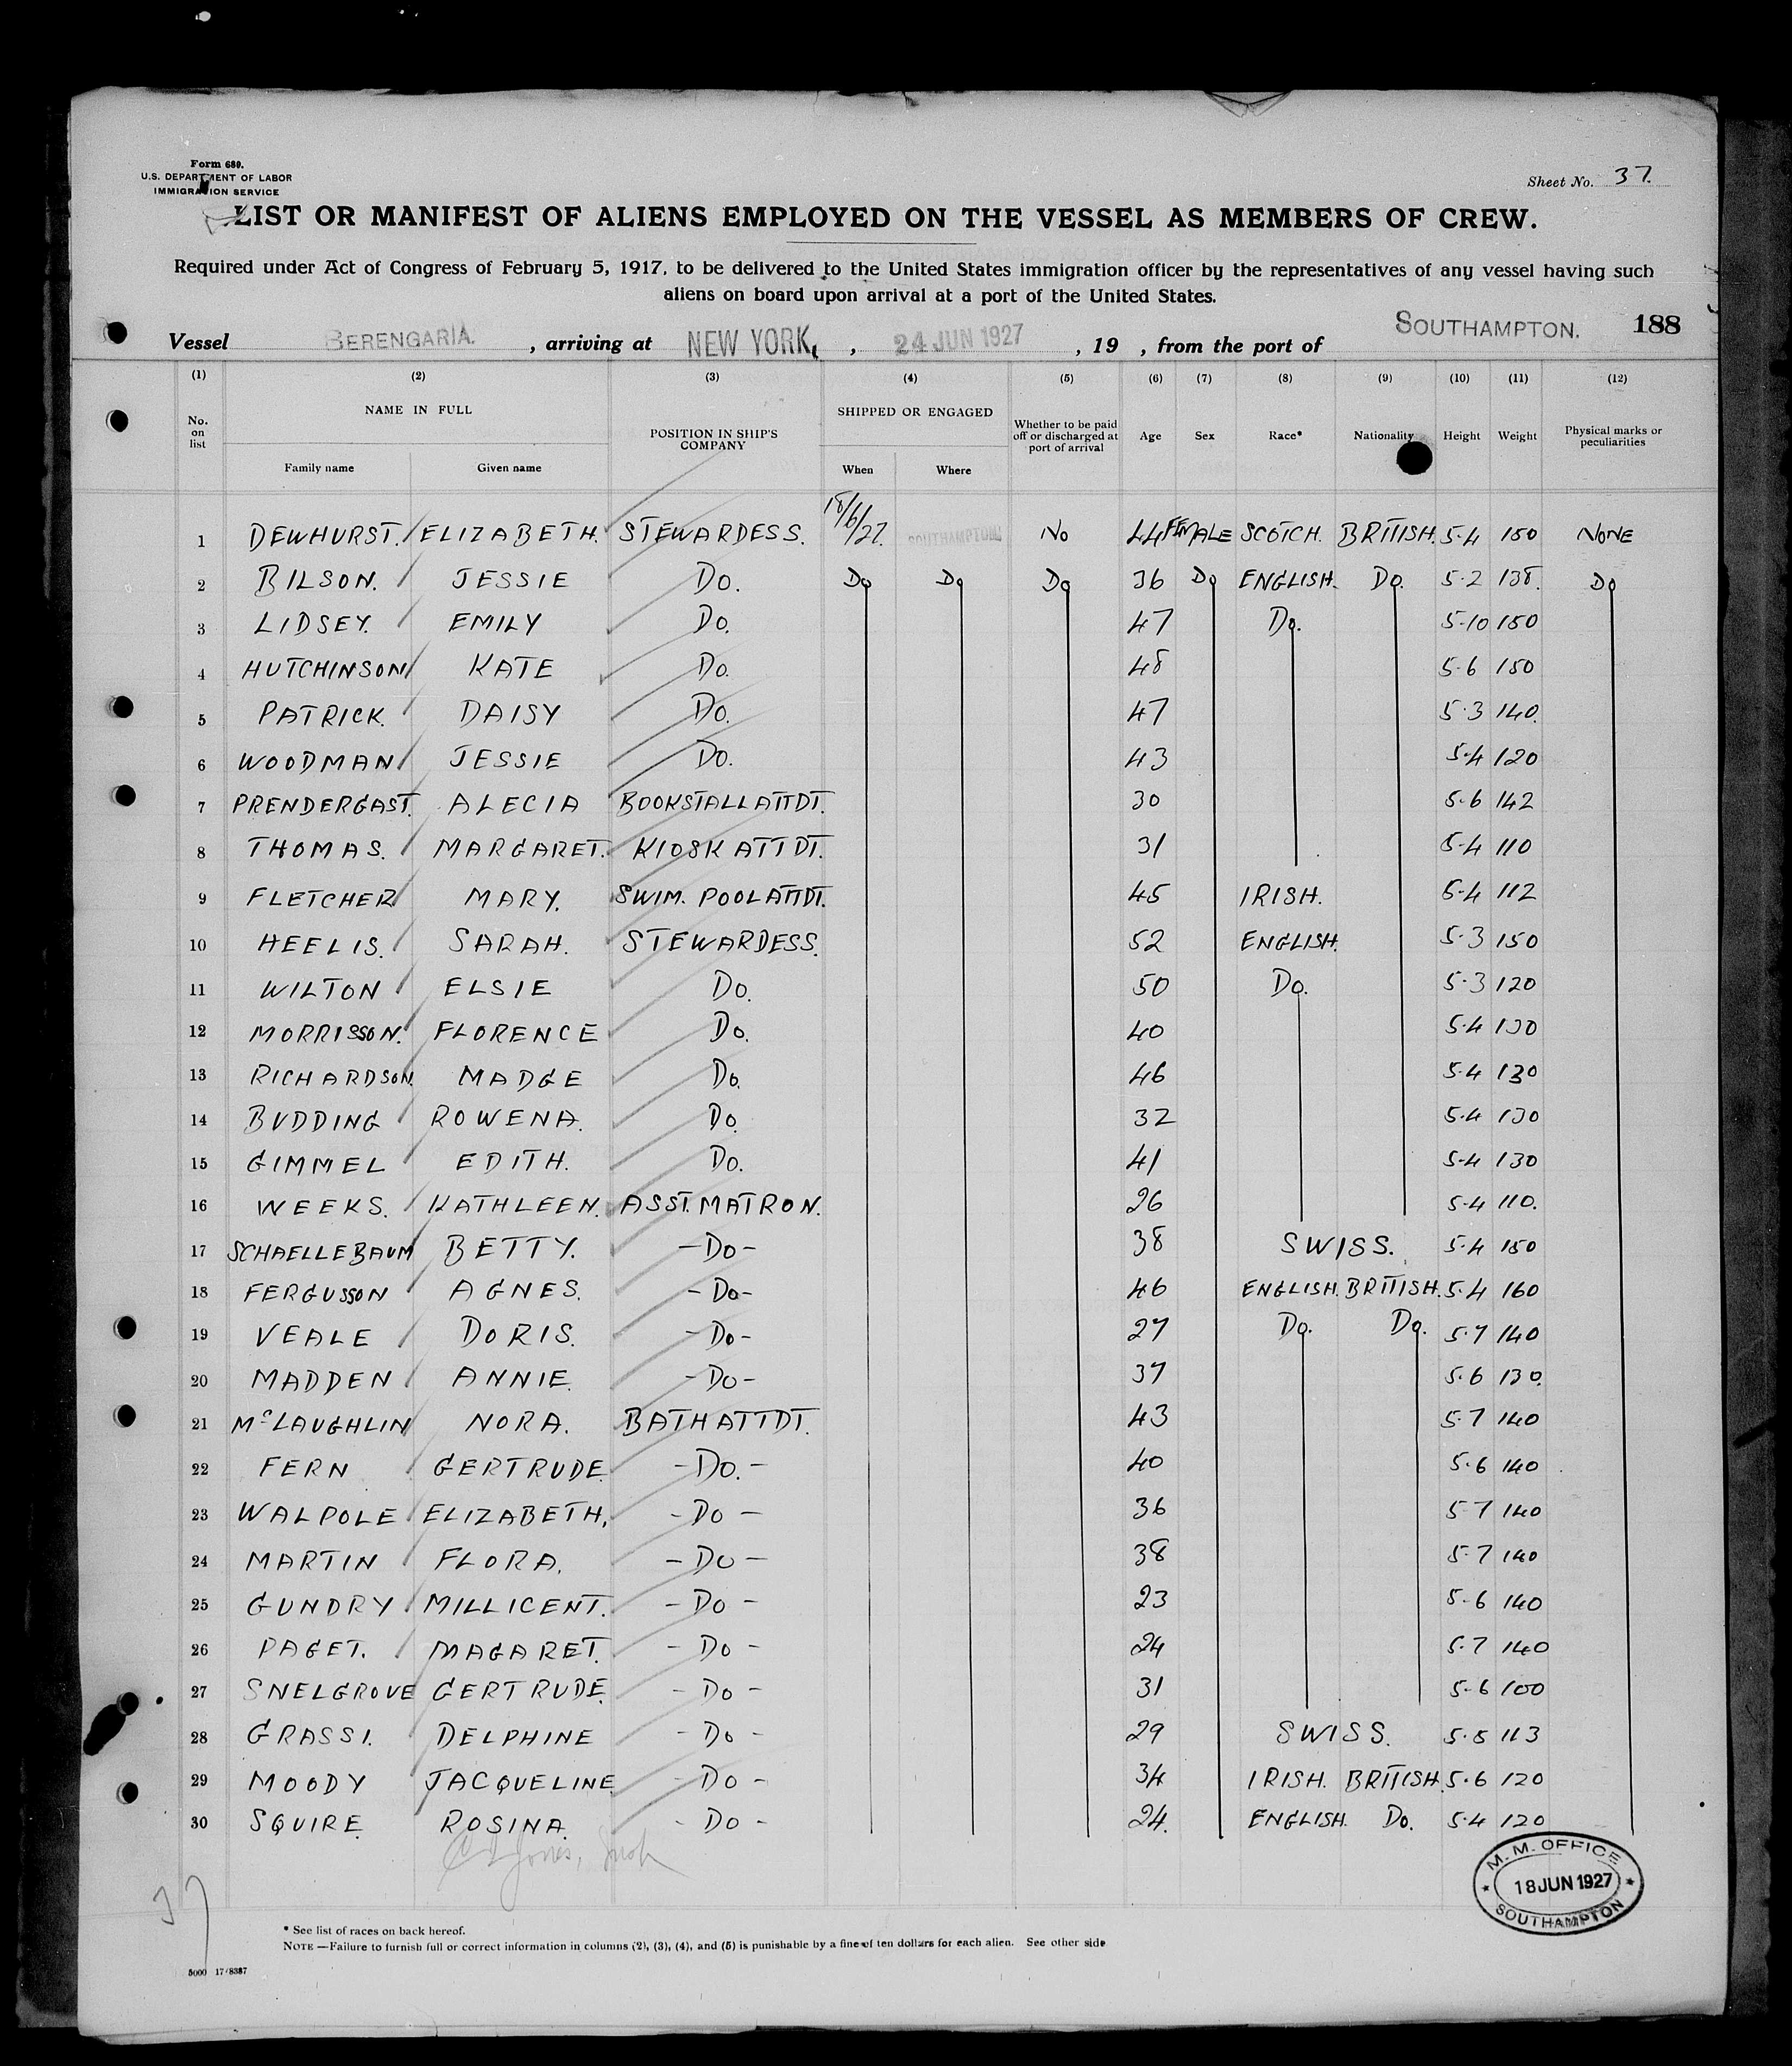 Form 680.
U.S. DEPARTMENT OF LABOR
IMMIGRATION SERVICE
Sheet No. 37.
LIST OR MANIFEST OF ALIENS EMPLOYED ON THE VESSEL AS MEMBERS OF CREW.
Required under Act of Congress of February 5, 1917, to be delivered to the United States immigration officer by the representatives of any vessel having such
aliens on board upon arrival at a port of the United States.
Vessel BERENGARIA. , arriving at NEW YORK, , 24 JUN 1927 , 19 , from the port of SOUTHAMPTON. 188
(1) (2) (3) (4) (5) (6) (7) (8) (9) (10) (11) (12)
No. on list NAME IN FULL POSITION IN SHIP'S COMPANY SHIPPED OR ENGAGED Whether to be paid off or discharged at port of arrival Age Sex Race* Nationality Height Weight Physical marks or peculiarities
Family name Given name When Where
1 DEWHURST. ELIZABETH. STEWARDESS. 18/6/27. SOUTHAMPTON No 44 FEMALE SCOTCH. BRITISH. 5-4 150 NONE
2 BILSON. JESSIE Do. Do Do Do 36 Do ENGLISH. Do. 5-2 138. Do
3 LIDSEY. EMILY Do. 47 Do. 5-10 150
4 HUTCHINSON KATE Do. 48 5-6 150
5 PATRICK. DAISY Do. 47 5-3 140.
6 WOODMAN JESSIE Do. 43 5-4 120
7 PRENDERGAST. ALECIA BOOKSTALL ATTDT. 30 5-6 142
8 THOMAS. MARGARET. KIOSK ATTDT. 31 5-4 110
9 FLETCHER MARY. SWIM. POOL ATTDT. 45 IRISH. 5-4 112
10 HEELIS. SARAH. STEWARDESS. 52 ENGLISH. 5-3 150
11 WILTON ELSIE Do. 50 Do. 5-3 120
12 MORRISSON. FLORENCE Do. 40 5-4 130
13 RICHARDSON. MADGE Do. 46 5-4 130
14 BUDDING ROWENA. Do. 32 5-4 130
15 GIMMEL EDITH. Do. 41 5-4 130
16 WEEKS. KATHLEEN. ASST. MATRON. 26 5-4 110.
17 SCHAELLEBAUM BETTY. -Do- 38 SWISS. 5-4 150
18 FERGUSSON AGNES. -Do- 46 ENGLISH. BRITISH. 5-4 160
19 VEALE DORIS. -Do- 27 Do. Do. 5-7 140
20 MADDEN ANNIE. -Do- 37 5-6 130.
21 McLAUGHLIN NORA. BATH ATTDT. 43 5-7 140
22 FERN GERTRUDE. -Do.- 40 5-6 140
23 WALPOLE ELIZABETH. -Do- 36 5-7 140
24 MARTIN FLORA. -Do- 38 5-7 140
25 GUNDRY MILLICENT. -Do- 23 5-6 140
26 PAGET. MAGARET. -Do- 24 5-7 140
27 SNELGROVE GERTRUDE. -Do- 31 5-6 100
28 GRASSI. DELPHINE -Do- 29 SWISS. 5-5 113
29 MOODY JACQUELINE -Do- 34 IRISH. BRITISH. 5-6 120
30 SQUIRE. ROSINA. -Do- 24. ENGLISH. Do. 5-4 120
Jones,
M. M. OFFICE
18 JUN 1927
SOUTHAMPTON
37
* See list of races on back hereof.
NOTE —Failure to furnish full or correct information in columns (2), (3), (4), and (5) is punishable by a fine of ten dollars for each alien. See other side
5000 17/8387